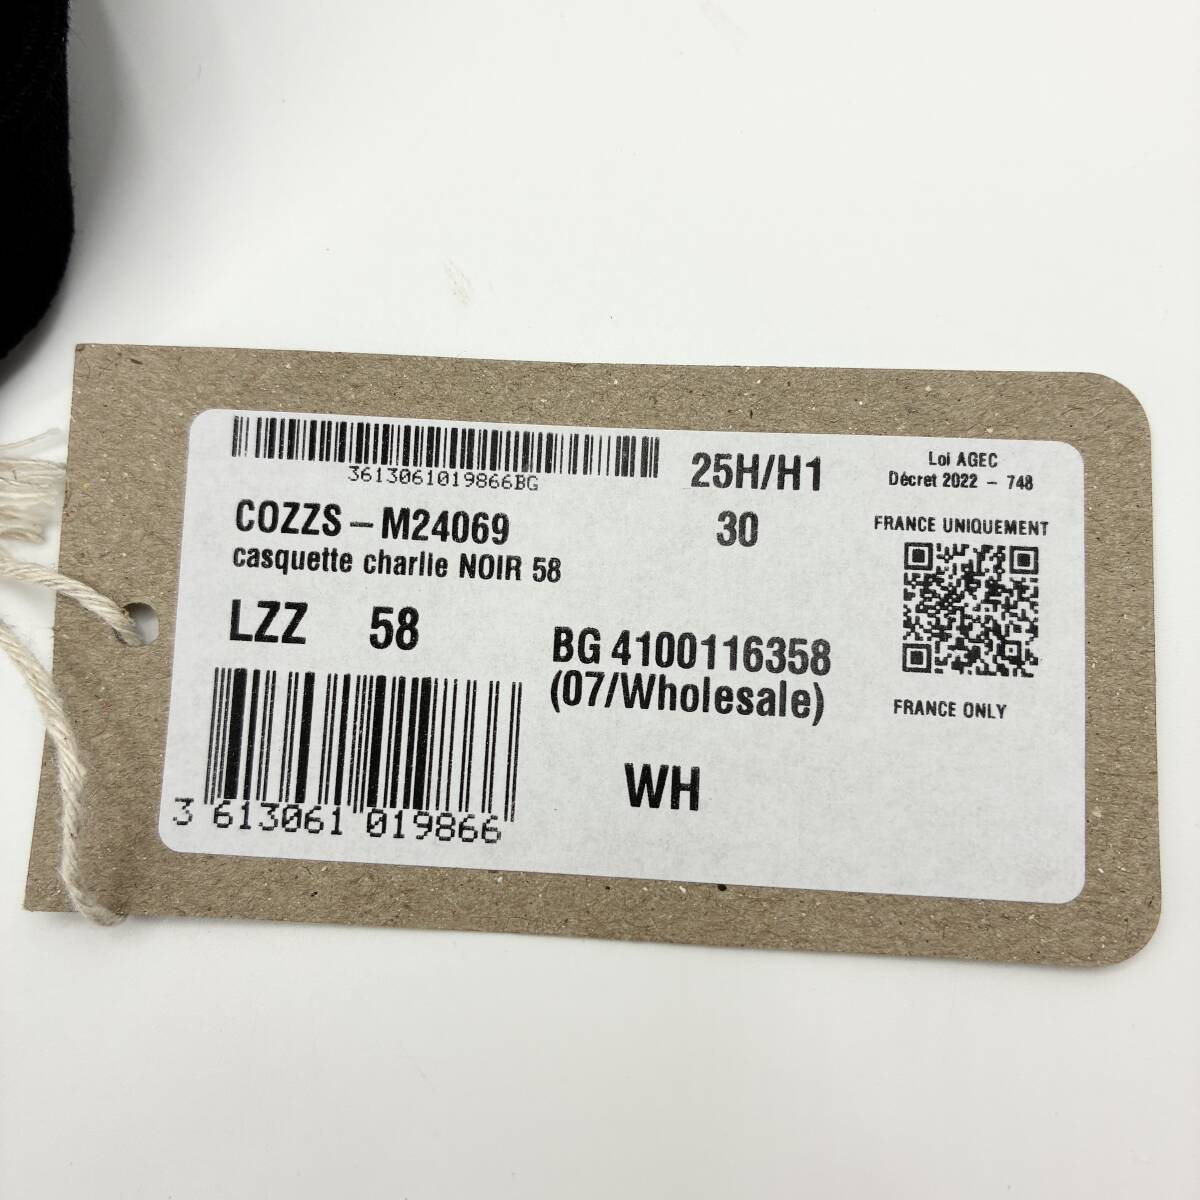 3613061019866BG
COZZS - M24069
casquette charlie NOIR 58
LZZ 58
3 613061 019866
25H/H1
30
BG 4100116358
(07/Wholesale)
WH
Loi AGEC
Décret 2022 - 748
FRANCE UNIQUEMENT
FRANCE ONLY